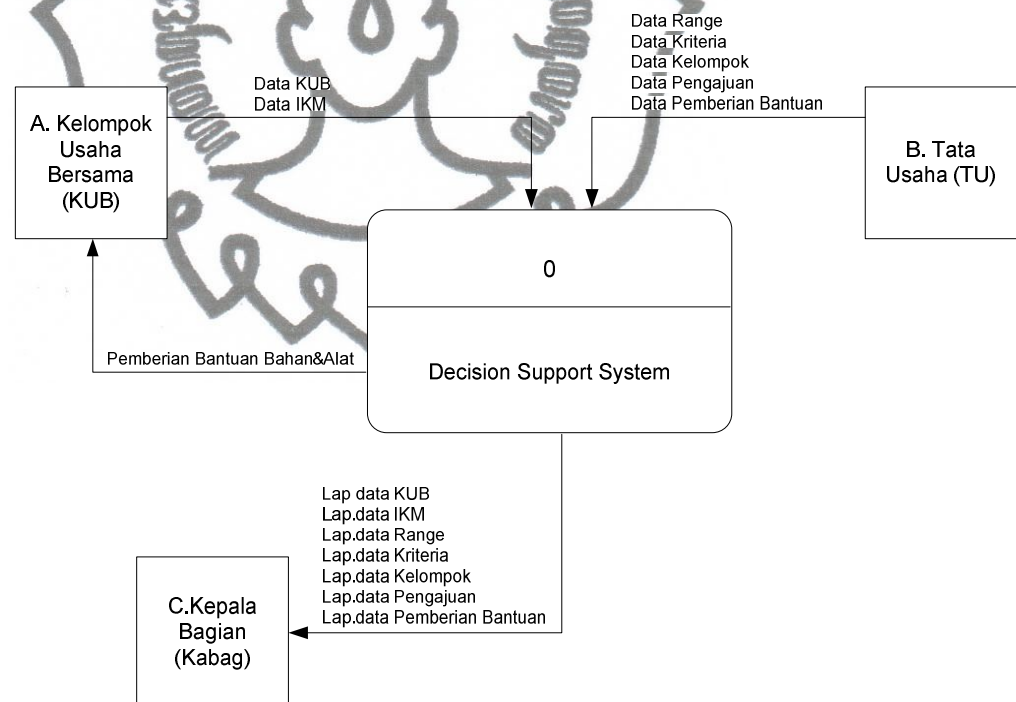 Data Range
Data Kriteria
Data Kelompok
Data Pengajuan
Data Pemberian Bantuan
Data KUB
Data IKM
A. Kelompok
Usaha
Bersama
(KUB)
B. Tata
Usaha (TU)
0
Decision Support System
Pemberian Bantuan Bahan&Alat
Lap data KUB
Lap.data IKM
Lap.data Range
Lap.data Kriteria
Lap.data Kelompok
Lap.data Pengajuan
Lap.data Pemberian Bantuan
C.Kepala
Bagian
(Kabag)